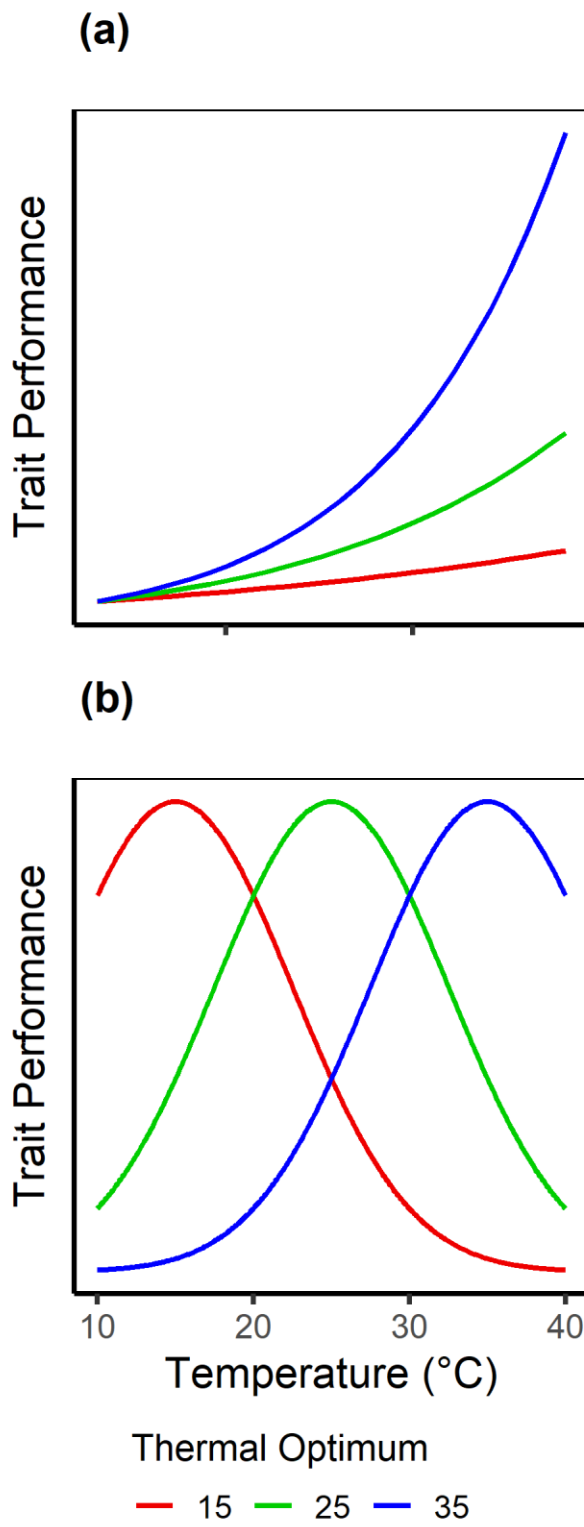 (a)
Trait Performance
(b)
Trait Performance
10 20 30 40
Temperature (°C)
Thermal Optimum
15 25 35